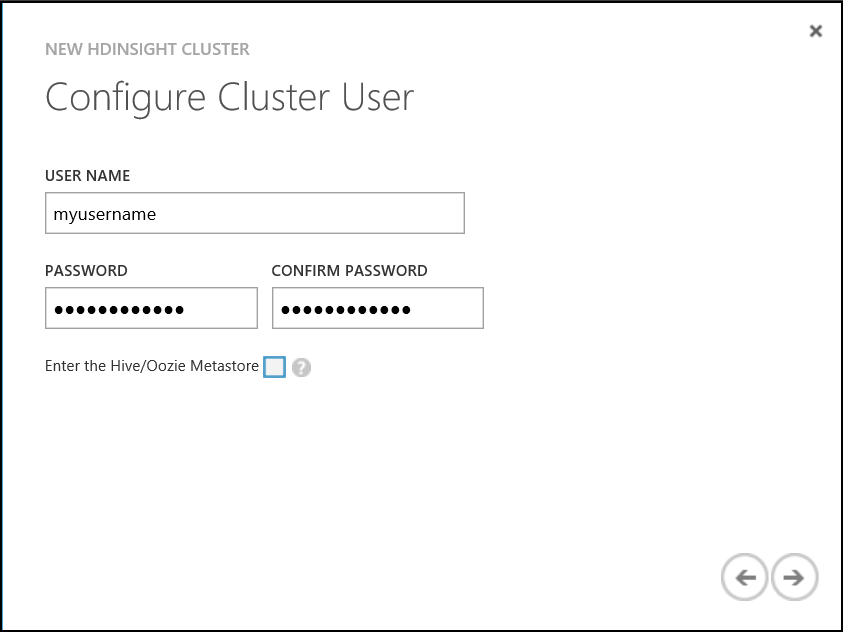 NEW HDINSIGHT CLUSTER
Configure Cluster User
USER NAME
myusername
PASSWORD CONFIRM PASSWORD
●●●●●●●●●●●● ●●●●●●●●●●●●
Enter the Hive/Oozie Metastore ?